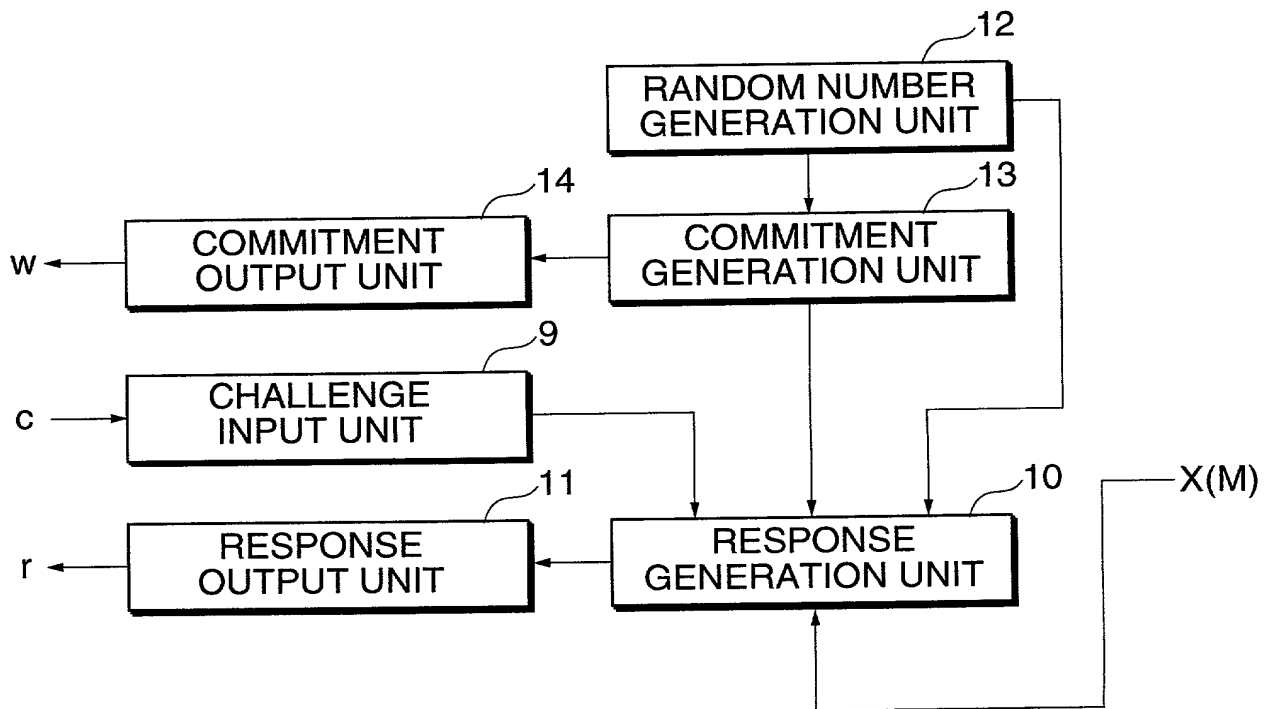 12
RANDOM NUMBER
GENERATION UNIT
14
13
w
COMMITMENT
OUTPUT UNIT
COMMITMENT
GENERATION UNIT
9
c
CHALLENGE
INPUT UNIT
11
10
X(M)
r
RESPONSE
OUTPUT UNIT
RESPONSE
GENERATION UNIT